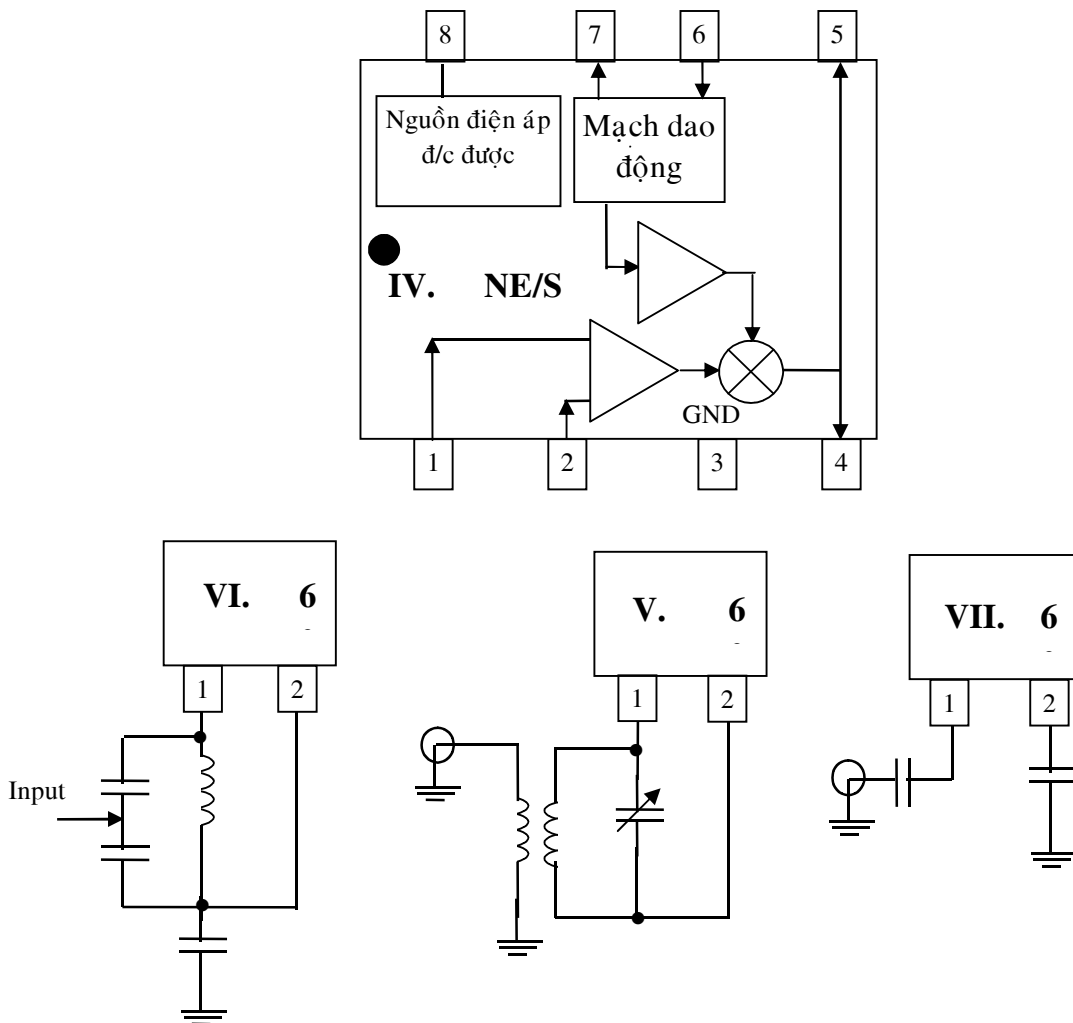 8 7 6 5
Nguồn điện áp
đ/c được
Mạch dao
động
IV. NE/S
GND
1 2 3 4
VI. 6
V. 6
VII. 6
1 2
1 2
1 2
Input